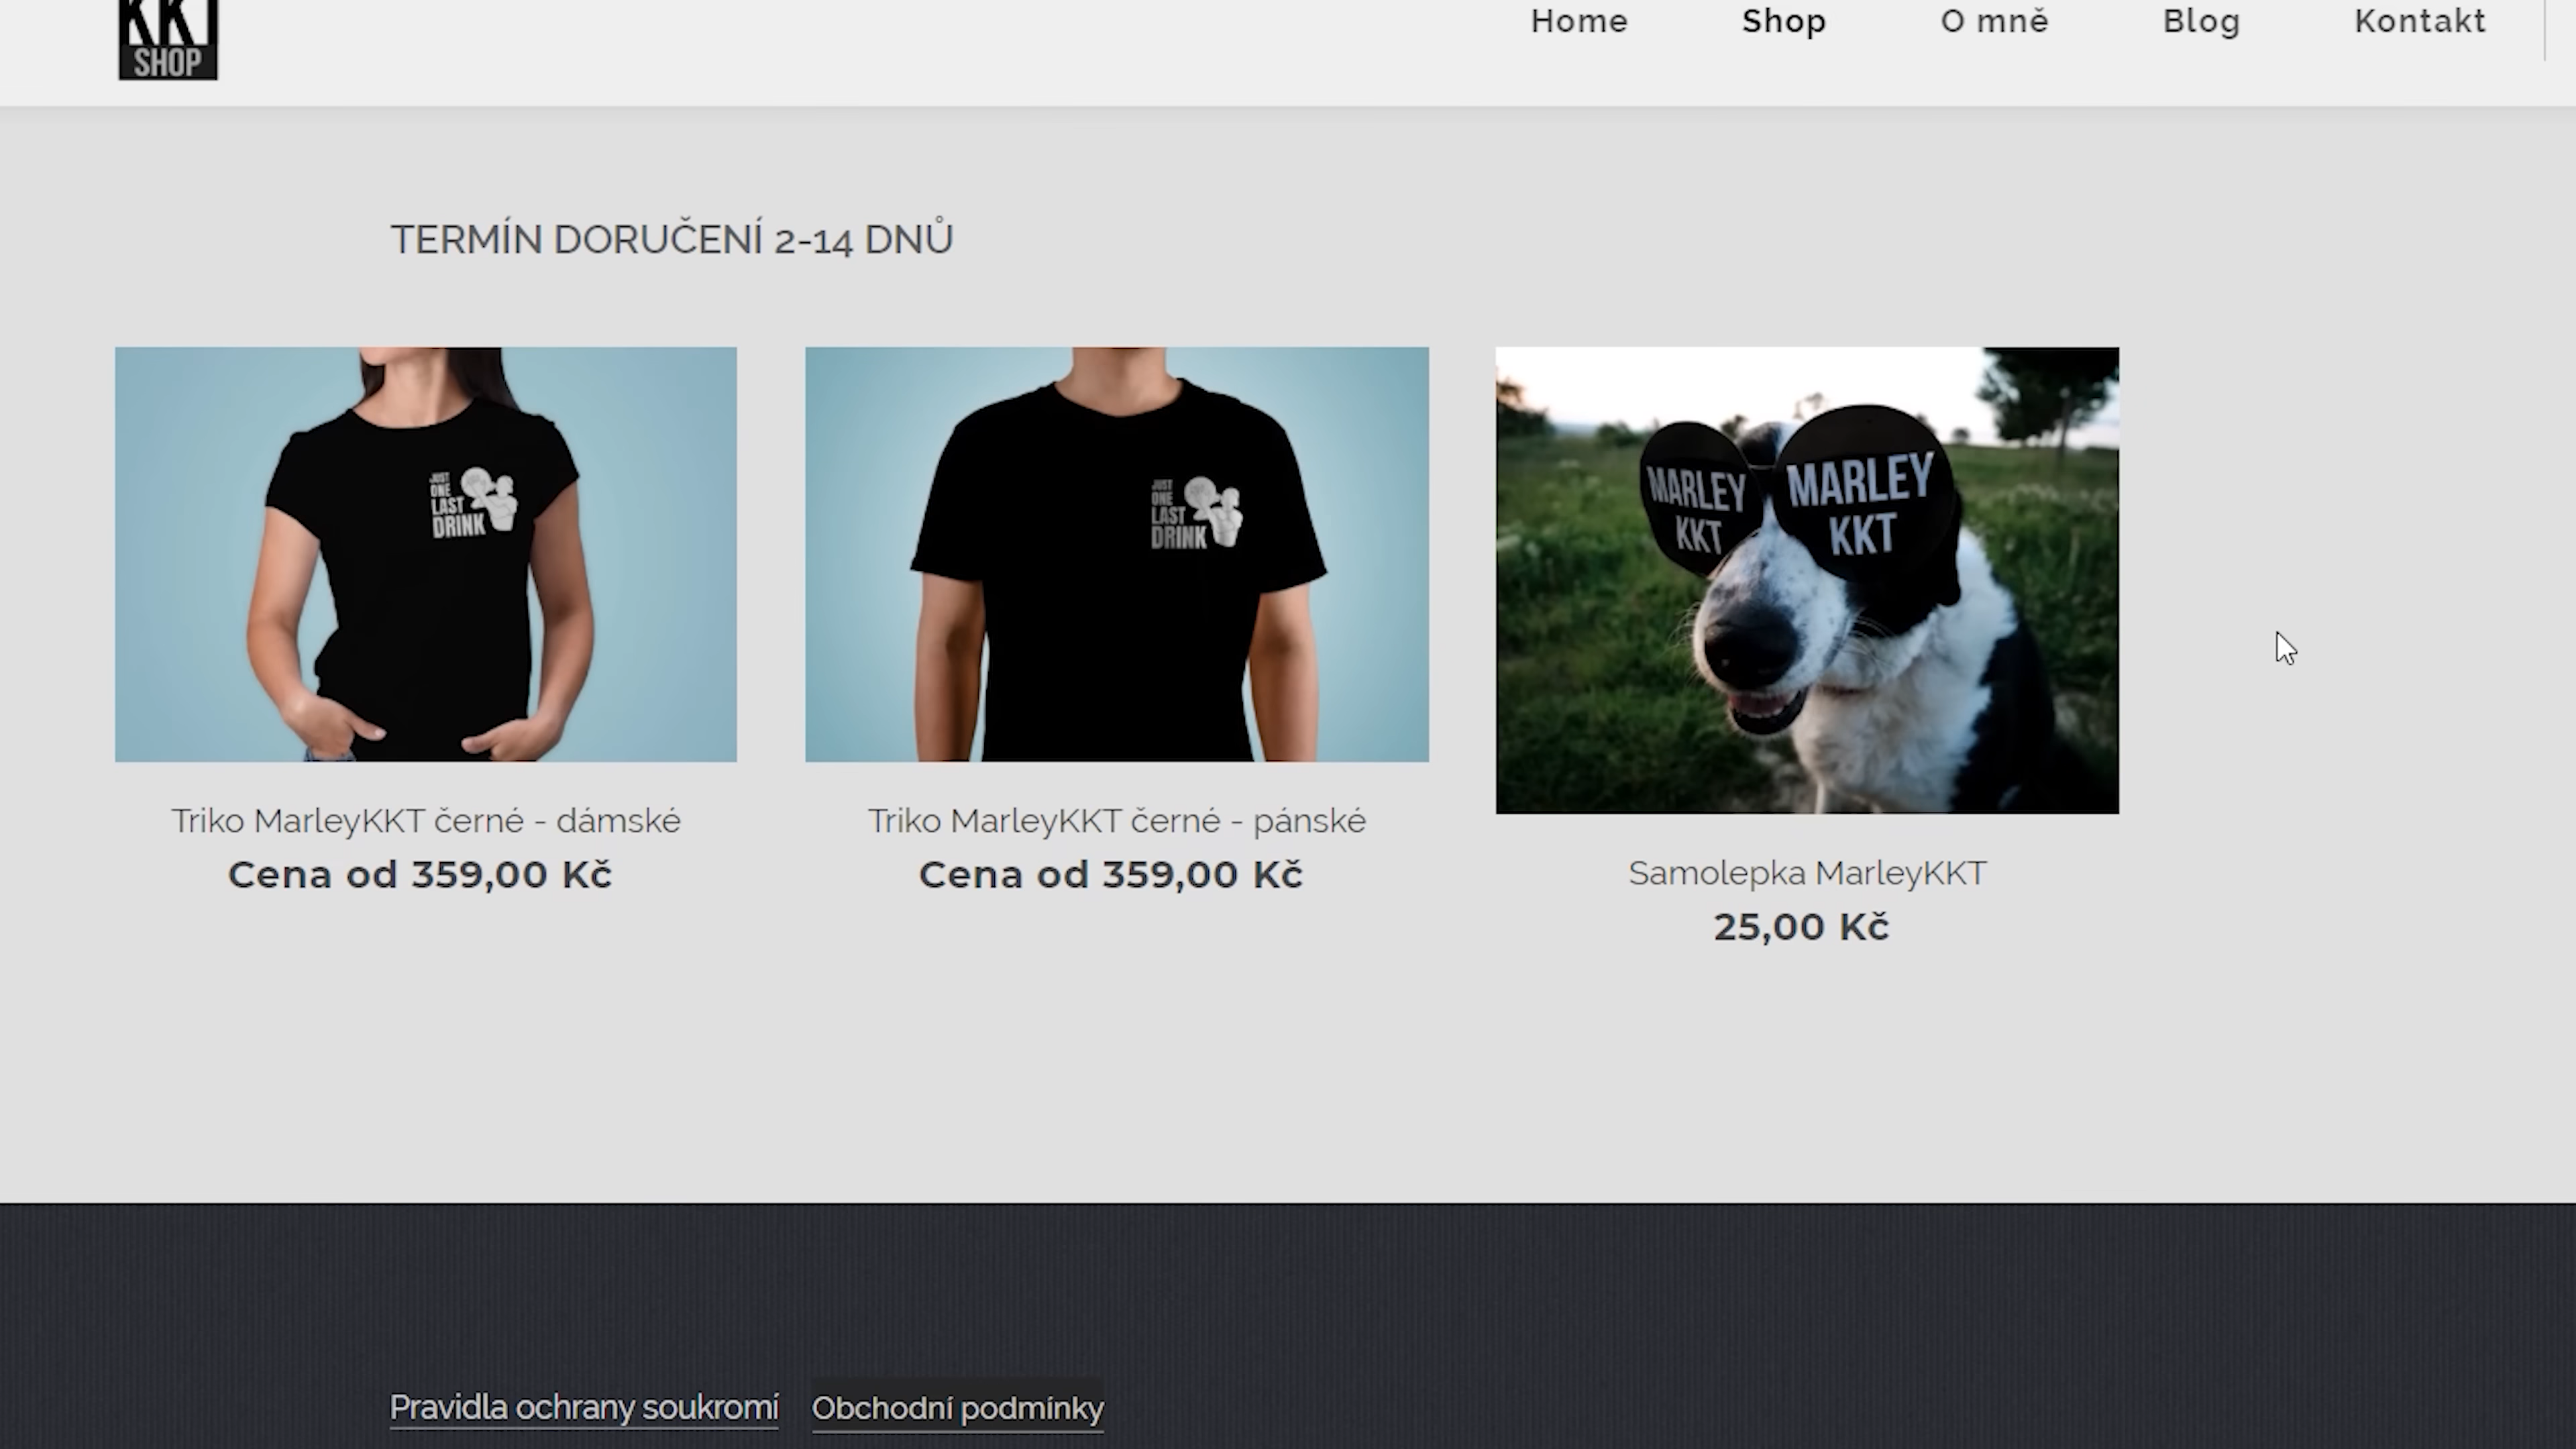 KKT
SHOP
Home
Shop
O mně
Blog
Kontakt
TERMÍN DORUČENÍ 2-14 DNŮ
JUST
ONE
LAST
DRINK
JUST
ONE
LAST
DRINK
MARLEY
KKT
MARLEY
KKT
Triko MarleyKKT černé - dámské
Cena od 359,00 Kč
Triko MarleyKKT černé - pánské
Cena od 359,00 Kč
Samolepka MarleyKKT
25,00 Kč
Pravidla ochrany soukromí
Obchodní podmínky